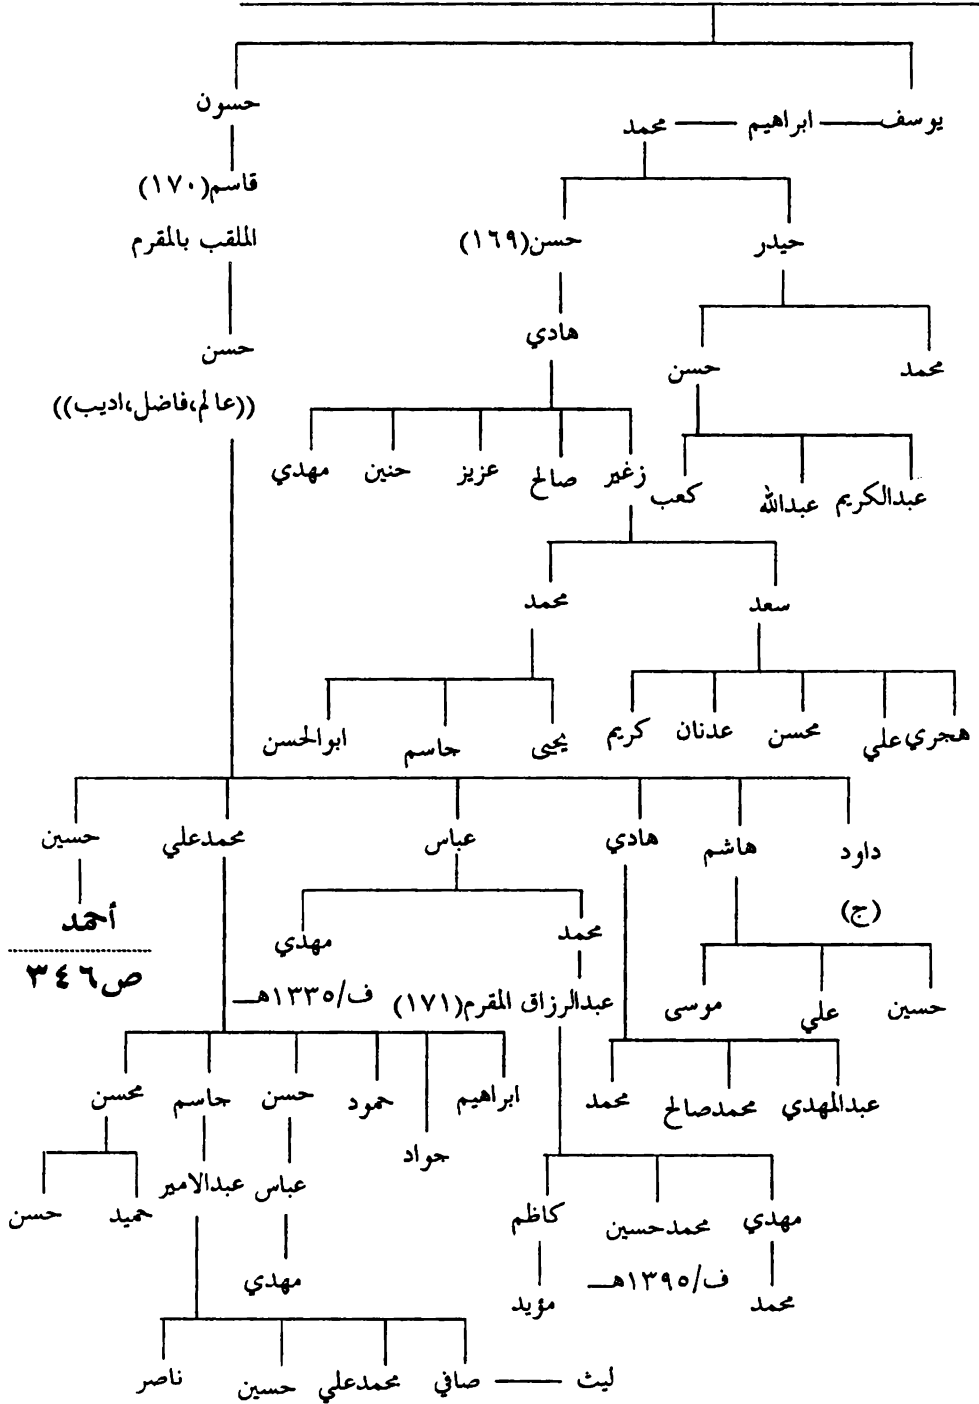 يوسف ابراهيم محمد
حسون
قاسم(١٧٠)
الملقب بالمقرم
حسن
((عالم،فاضل،اديب))
حيدر
حسن(١٦٩)
هادي
محمد
حسن
زغير
صالح
عزيز
حنين
مهدي
عبدالكريم
عبدالله
كعب
سعد
محمد
هجري
علي
محسن
عدنان
كريم
يحيى
جاسم
ابوالحسن
داود
(ج)
هاشم
هادي
عباس
محمدعلي
حسين
أحمد
ص٣٤٦
محمد
مهدي
حسين
علي
موسى
عبدالرزاق المقرم(١٧١)
ف/١٣٣٥هـ
عبدالمهدي
محمدصالح
محمد
ابراهيم
جواد
حمود
حسن
جاسم
محسن
عباس
عبدالامير
حميد
حسن
مهدي
محمدحسين
كاظم
ف/١٣٩٥هـ
مهدي
محمد
مؤيد
ليث
صافي
محمدعلي
حسين
ناصر